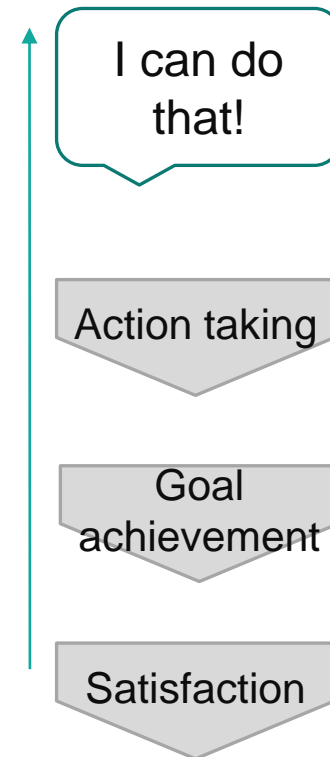 I can do
that!
Action taking
Goal
achievement
Satisfaction